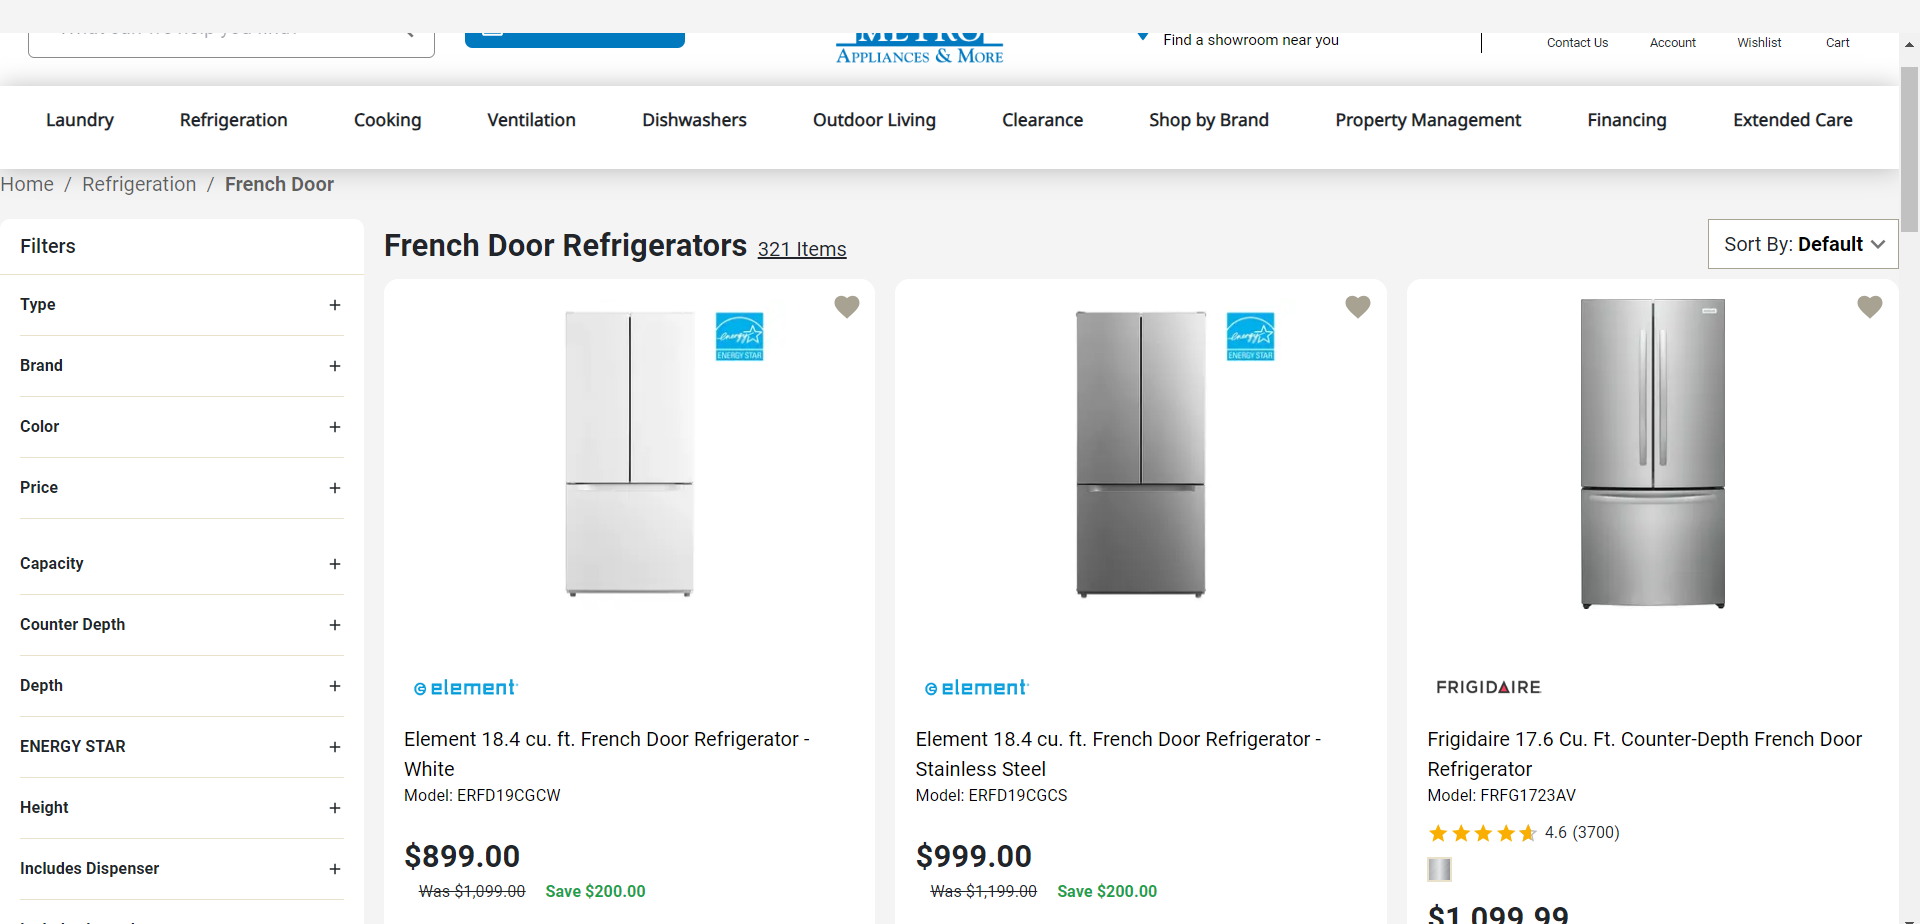 METRO
APPLIANCES & MORE
Find a showroom near you
Contact Us
Account
Wishlist
Cart
Laundry
Refrigeration
Cooking
Ventilation
Dishwashers
Outdoor Living
Clearance
Shop by Brand
Property Management
Financing
Extended Care
Home / Refrigeration / French Door
Filters
Type
Brand
Color
Price
Capacity
Counter Depth
Depth
ENERGY STAR
Height
Includes Dispenser
French Door Refrigerators 321 Items
Sort By: Default
energy
ENERGY STAR
element
Element 18.4 cu. ft. French Door Refrigerator -
White
Model: ERFD19CGCW
$899.00
Was $1,099.00 Save $200.00
energy
ENERGY STAR
element
Element 18.4 cu. ft. French Door Refrigerator -
Stainless Steel
Model: ERFD19CGCS
$999.00
Was $1,199.00 Save $200.00
FRIGIDAIRE
Frigidaire 17.6 Cu. Ft. Counter-Depth French Door
Refrigerator
Model: FRFG1723AV
4.6 (3700)
$1,099.99